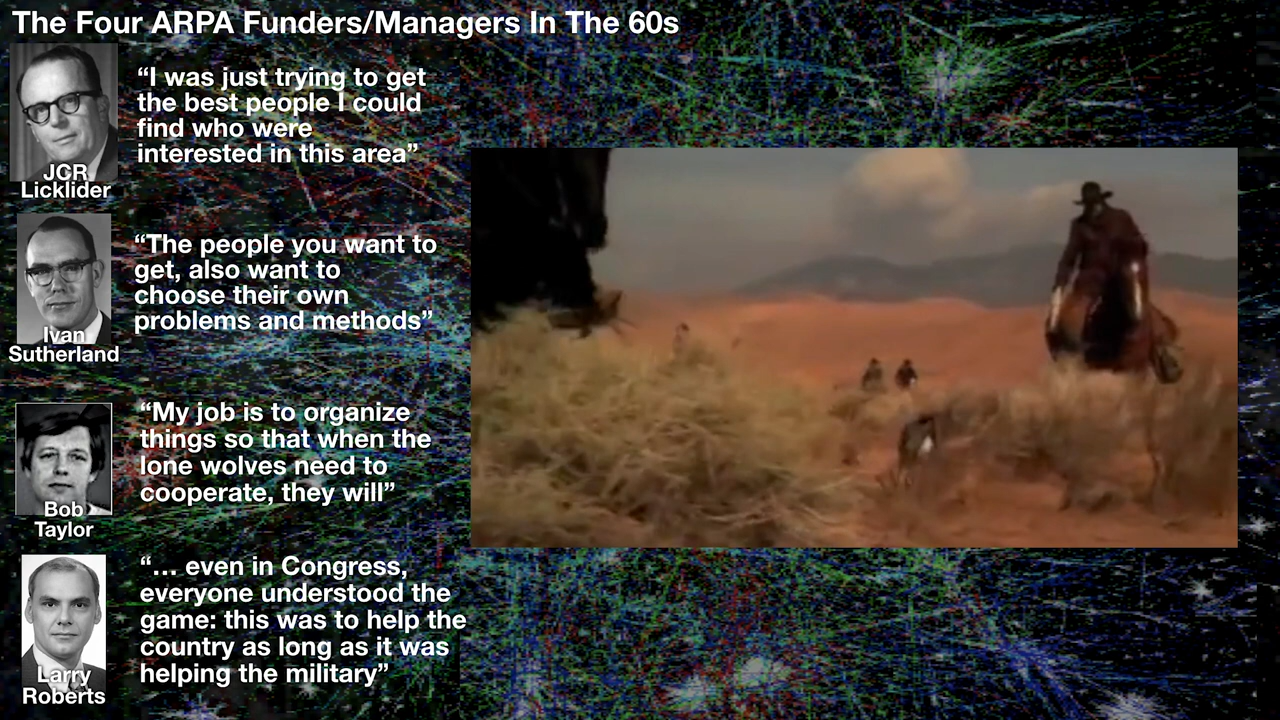 The Four ARPA Funders/Managers In The 60s
“I was just trying to get
the best people I could
find who were
interested in this area”
JCR
Licklider
“The people you want to
get, also want to
choose their own
problems and methods”
Ivan
Sutherland
“My job is to organize
things so that when the
lone wolves need to
cooperate, they will”
Bob
Taylor
“… even in Congress,
everyone understood the
game: this was to help the
country as long as it was
helping the military”
Larry
Roberts